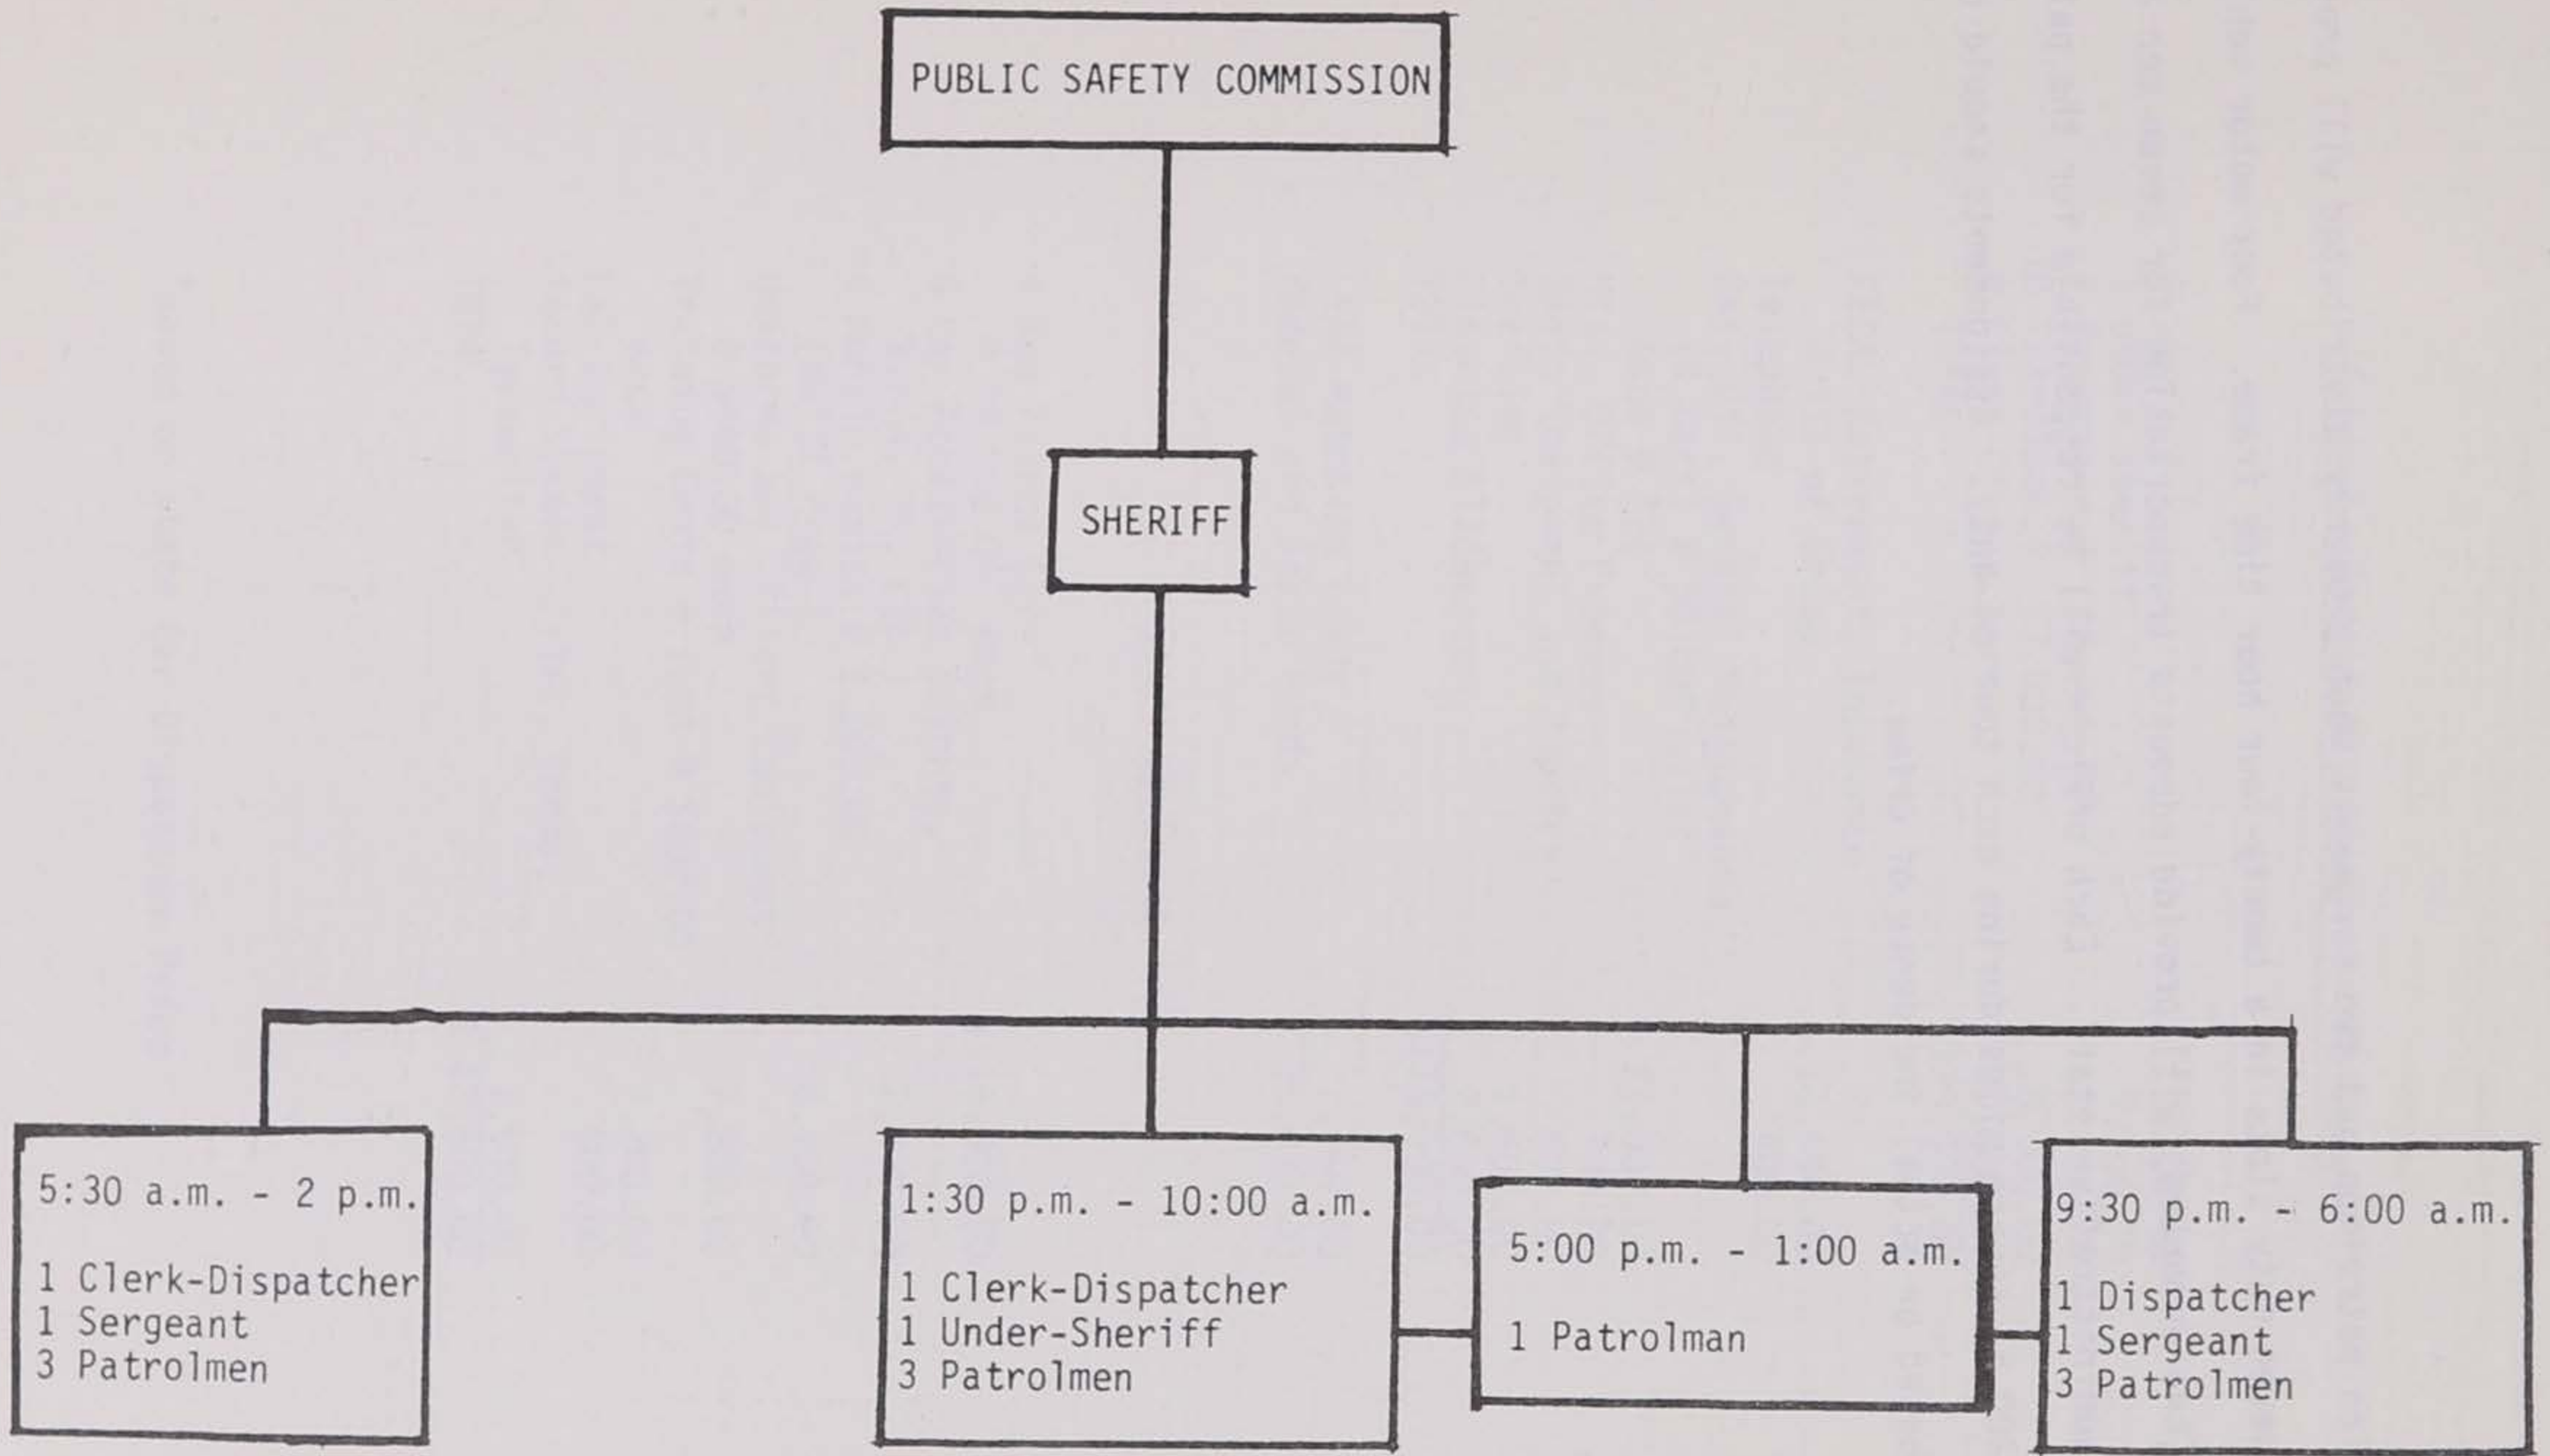 PUBLIC SAFETY COMMISSION
SHERIFF
5:30 a.m. - 2 p.m.
1 Clerk-Dispatcher
1 Sergeant
3 Patrolmen
1:30 p.m. - 10:00 a.m.
1 Clerk-Dispatcher
1 Under-Sheriff
3 Patrolmen
5:00 p.m. - 1:00 a.m.
1 Patrolman
9:30 p.m. - 6:00 a.m.
1 Dispatcher
1 Sergeant
3 Patrolmen